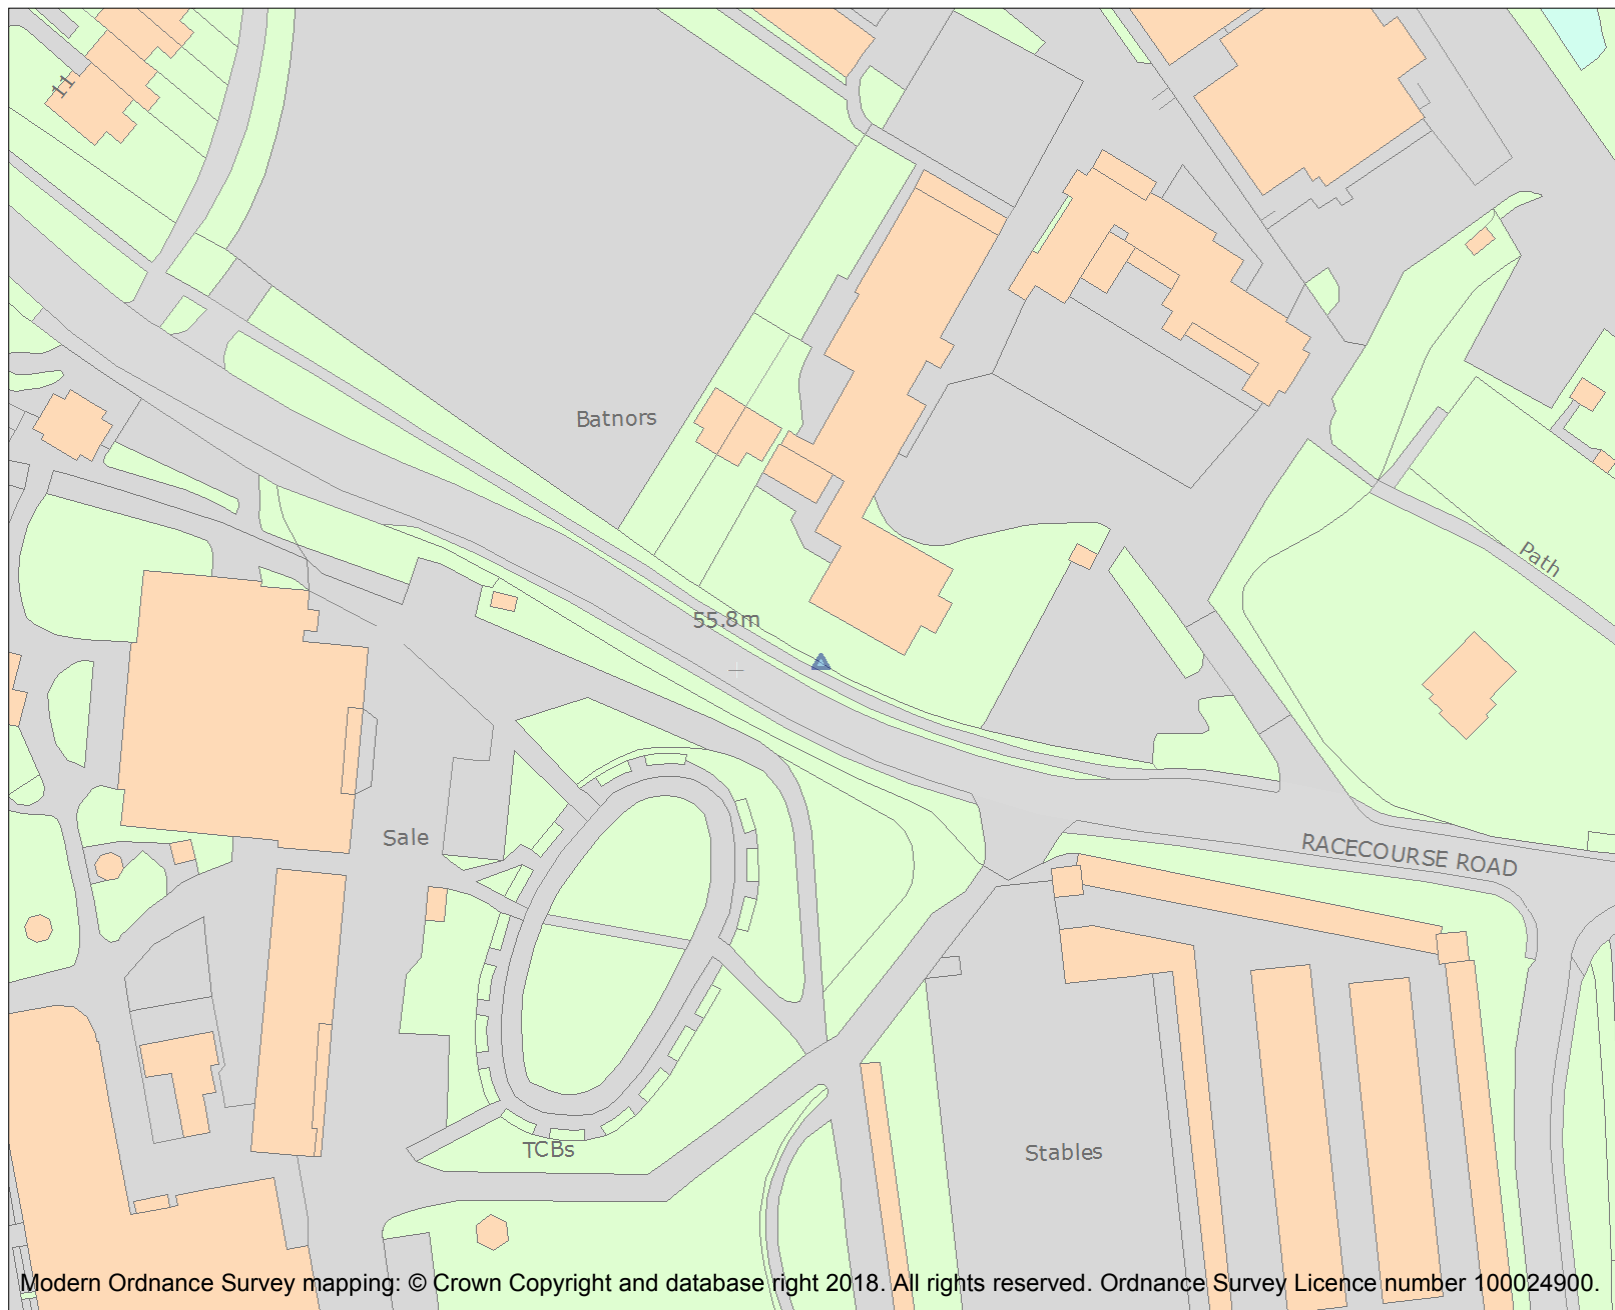 11
Batnors
Path
55.8m
Sale
RACECOURSE ROAD
TCBs
Stables
Modern Ordnance Survey mapping: © Crown Copyright and database right 2018. All rights reserved. Ordnance Survey Licence number 100024900.